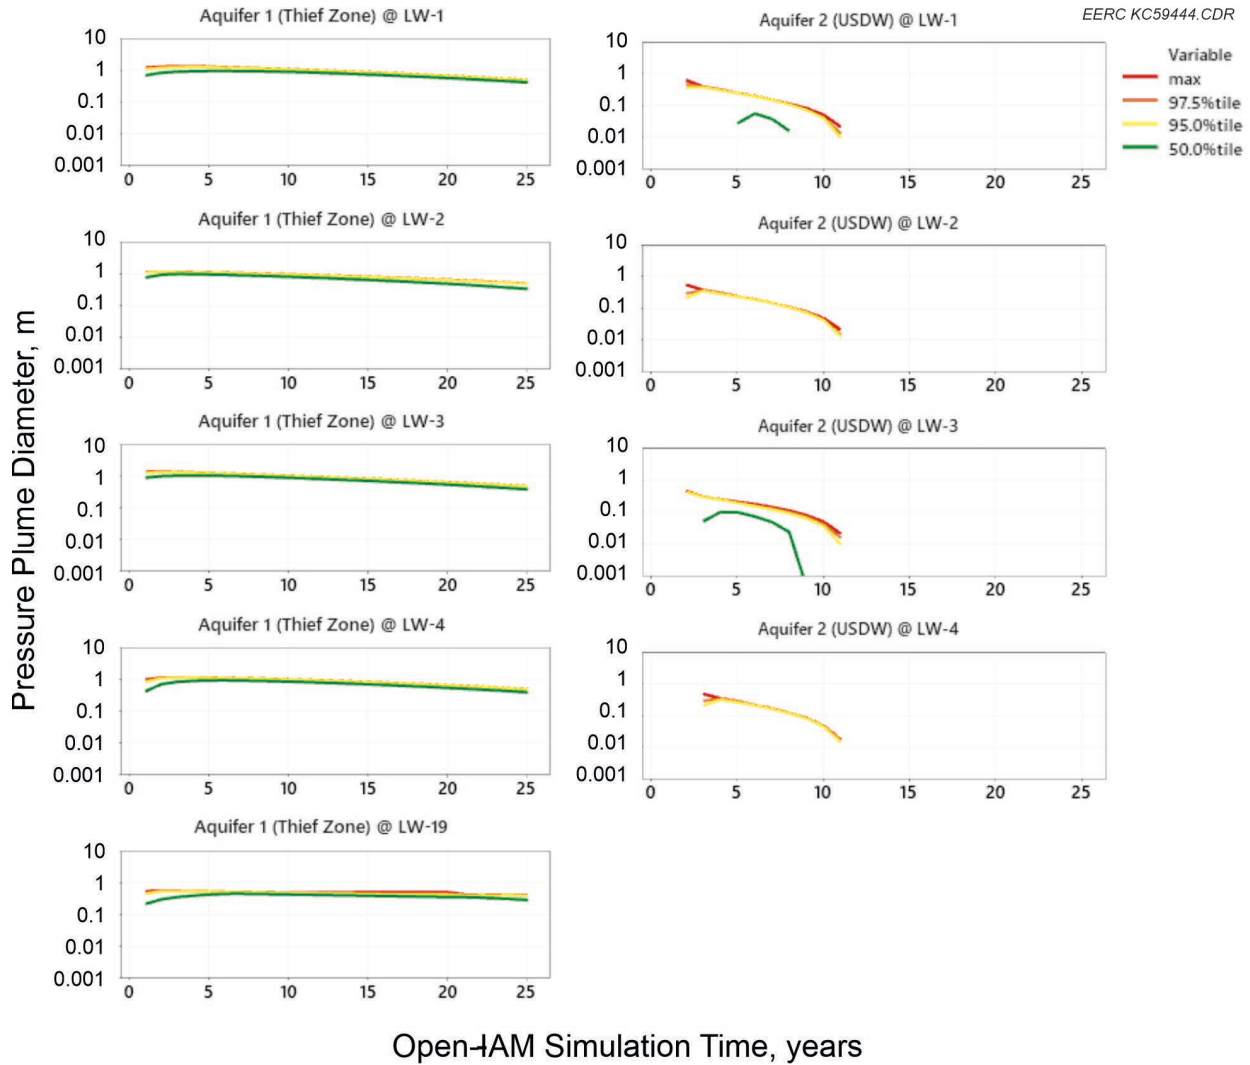 EERC KC59444.CDR
Aquifer 1 (Thief Zone) @ LW-1
10
1
0.1
0.01
0.001
0 5 10 15 20 25
Aquifer 2 (USDW) @ LW-1
10
1
0.1
0.01
0.001
0 5 10 15 20 25
Variable
max
97.5%tile
95.0%tile
50.0%tile
Aquifer 1 (Thief Zone) @ LW-2
10
1
0.1
0.01
0.001
0 5 10 15 20 25
Aquifer 2 (USDW) @ LW-2
10
1
0.1
0.01
0.001
0 5 10 15 20 25
Aquifer 1 (Thief Zone) @ LW-3
10
1
0.1
0.01
0.001
0 5 10 15 20 25
Aquifer 2 (USDW) @ LW-3
10
1
0.1
0.01
0.001
0 5 10 15 20 25
Aquifer 1 (Thief Zone) @ LW-4
10
1
0.1
0.01
0.001
0 5 10 15 20 25
Aquifer 2 (USDW) @ LW-4
10
1
0.1
0.01
0.001
0 5 10 15 20 25
Aquifer 1 (Thief Zone) @ LW-19
10
1
0.1
0.01
0.001
0 5 10 15 20 25
Pressure Plume Diameter, m
Open-IAM Simulation Time, years